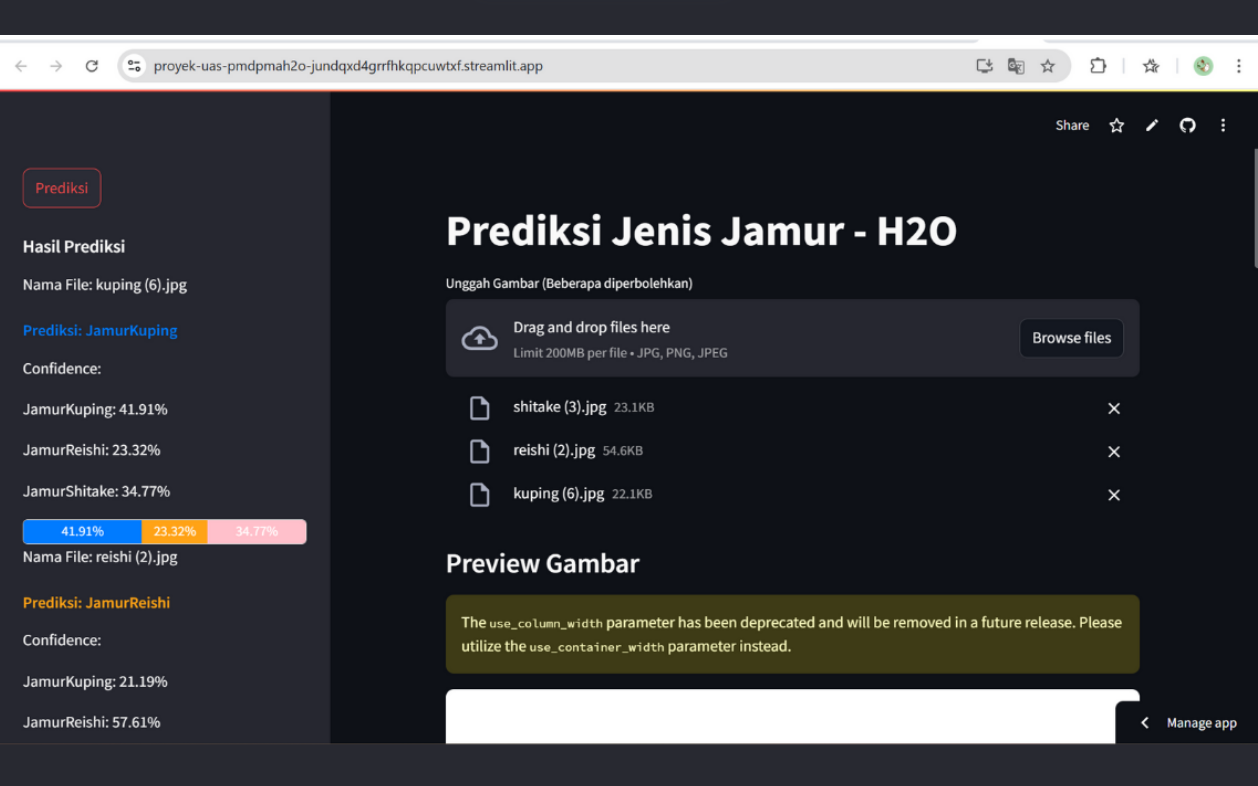 proyek-uas-pmdpmah2o-jundqxd4grrfhkqpcuwtxf.streamlit.app
Share
Prediksi
Hasil Prediksi
Nama File: kuping (6).jpg
Prediksi: JamurKuping
Confidence:
JamurKuping: 41.91%
JamurReishi: 23.32%
JamurShitake: 34.77%
41.91% 23.32% 34.77%
Nama File: reishi (2).jpg
Prediksi: JamurReishi
Confidence:
JamurKuping: 21.19%
JamurReishi: 57.61%
Prediksi Jenis Jamur - H2O
Unggah Gambar (Beberapa diperbolehkan)
Drag and drop files here
Limit 200MB per file • JPG, PNG, JPEG
Browse files
shitake (3).jpg 23.1KB
reishi (2).jpg 54.6KB
kuping (6).jpg 22.1KB
Preview Gambar
The use_column_width parameter has been deprecated and will be removed in a future release. Please
utilize the use_container_width parameter instead.
Manage app